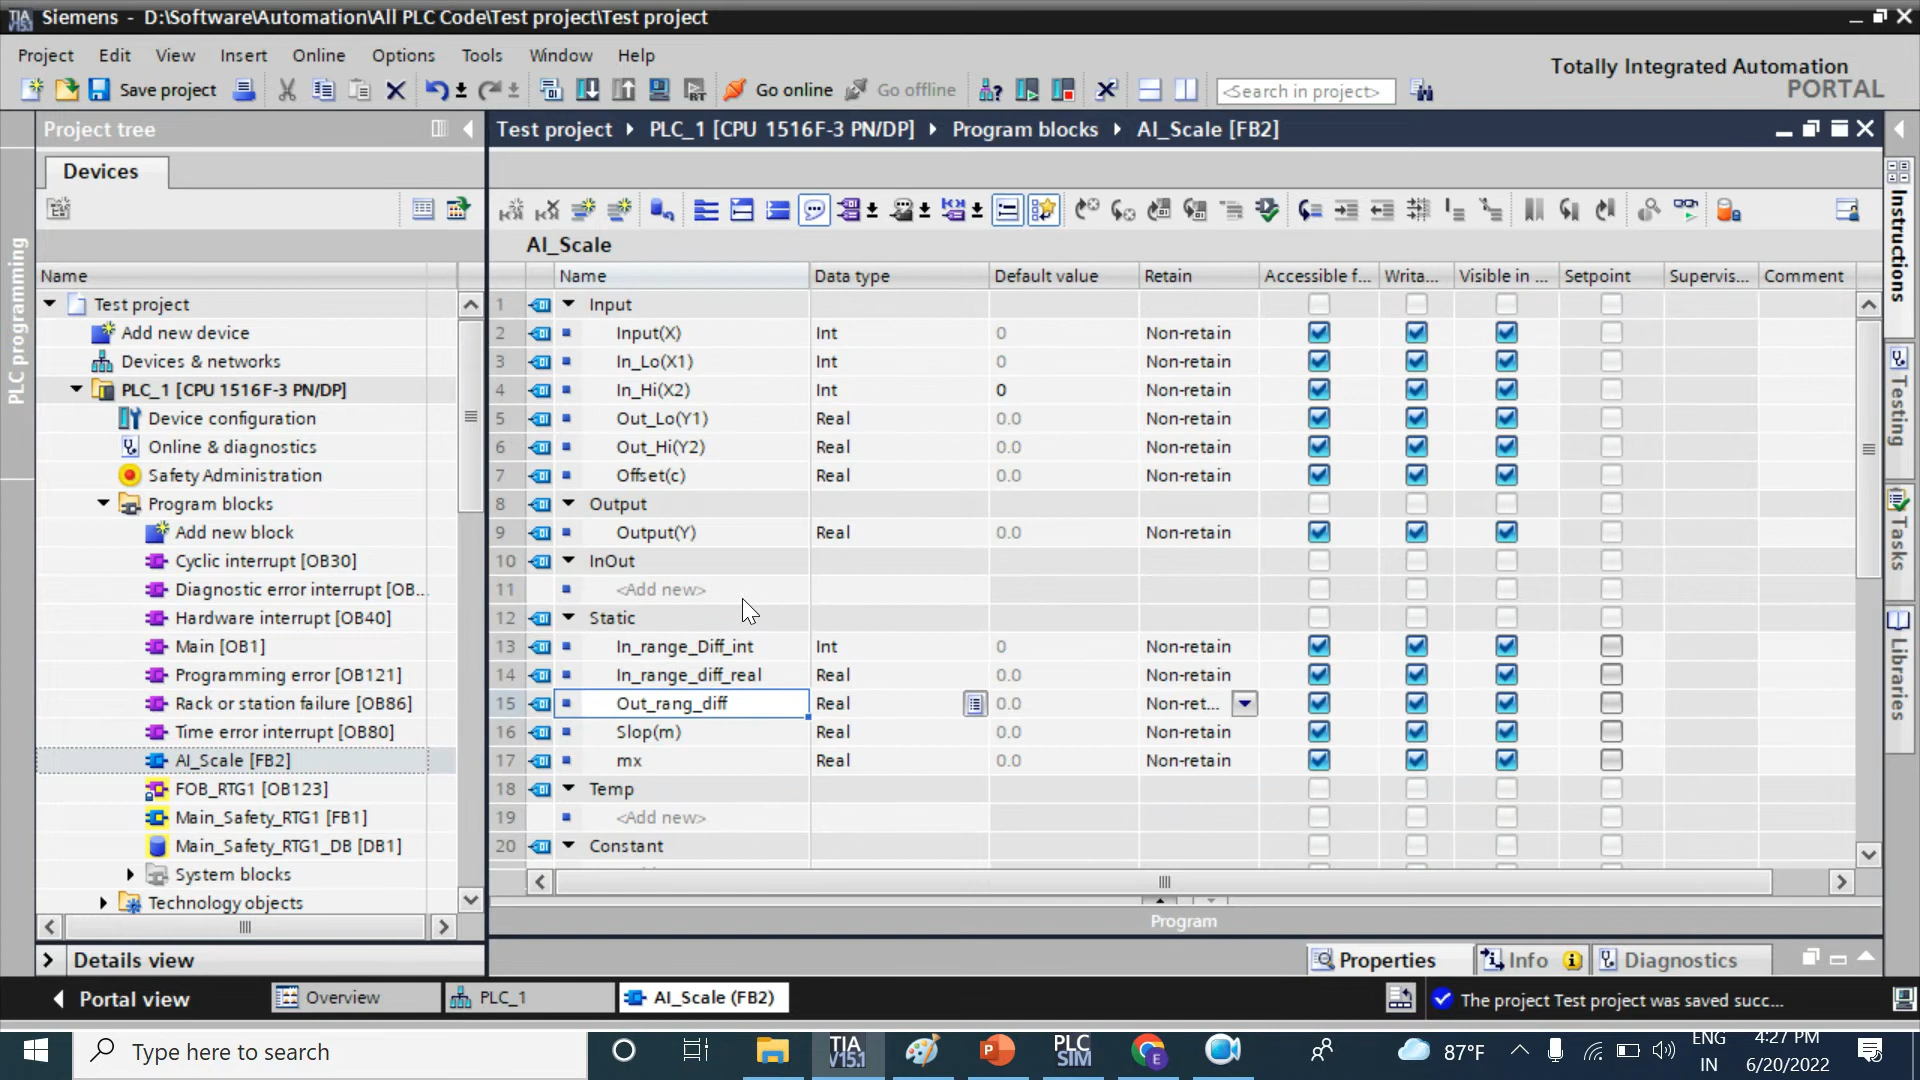 TIA V15.1 Siemens - D:\Software\Automation\All PLC Code\Test project\Test project
Project Edit View Insert Online Options Tools Window Help
Totally Integrated Automation
PORTAL
Save project
Go online
Go offline
<Search in project>
Project tree
Test project PLC_1 [CPU 1516F-3 PN/DP] Program blocks AI_Scale [FB2]
Devices
PLC programming
Name
Test project
Add new device
Devices & networks
PLC_1 [CPU 1516F-3 PN/DP]
Device configuration
Online & diagnostics
Safety Administration
Program blocks
Add new block
Cyclic interrupt [OB30]
Diagnostic error interrupt [OB...
Hardware interrupt [OB40]
Main [OB1]
Programming error [OB121]
Rack or station failure [OB86]
Time error interrupt [OB80]
AI_Scale [FB2]
FOB_RTG1 [OB123]
Main_Safety_RTG1 [FB1]
Main_Safety_RTG1_DB [DB1]
System blocks
Technology objects
Details view
AI_Scale
Name Data type Default value Retain Accessible f... Writa... Visible in ... Setpoint Supervis... Comment
1 Input
2 Input(X) Int 0 Non-retain
3 In_Lo(X1) Int 0 Non-retain
4 In_Hi(X2) Int 0 Non-retain
5 Out_Lo(Y1) Real 0.0 Non-retain
6 Out_Hi(Y2) Real 0.0 Non-retain
7 Offset(c) Real 0.0 Non-retain
8 Output
9 Output(Y) Real 0.0 Non-retain
10 InOut
11 <Add new>
12 Static
13 In_range_Diff_int Int 0 Non-retain
14 In_range_diff_real Real 0.0 Non-retain
15 Out_rang_diff Real 0.0 Non-ret...
16 Slop(m) Real 0.0 Non-retain
17 mx Real 0.0 Non-retain
18 Temp
19 <Add new>
20 Constant
Program
Properties Info Diagnostics
Instructions
Testing
Tasks
Libraries
Portal view Overview PLC_1 AI_Scale (FB2) The project Test project was saved succ...
Type here to search
TIA V15.1
PLC SIM
E
87°F
ENG
IN
4:27 PM
6/20/2022